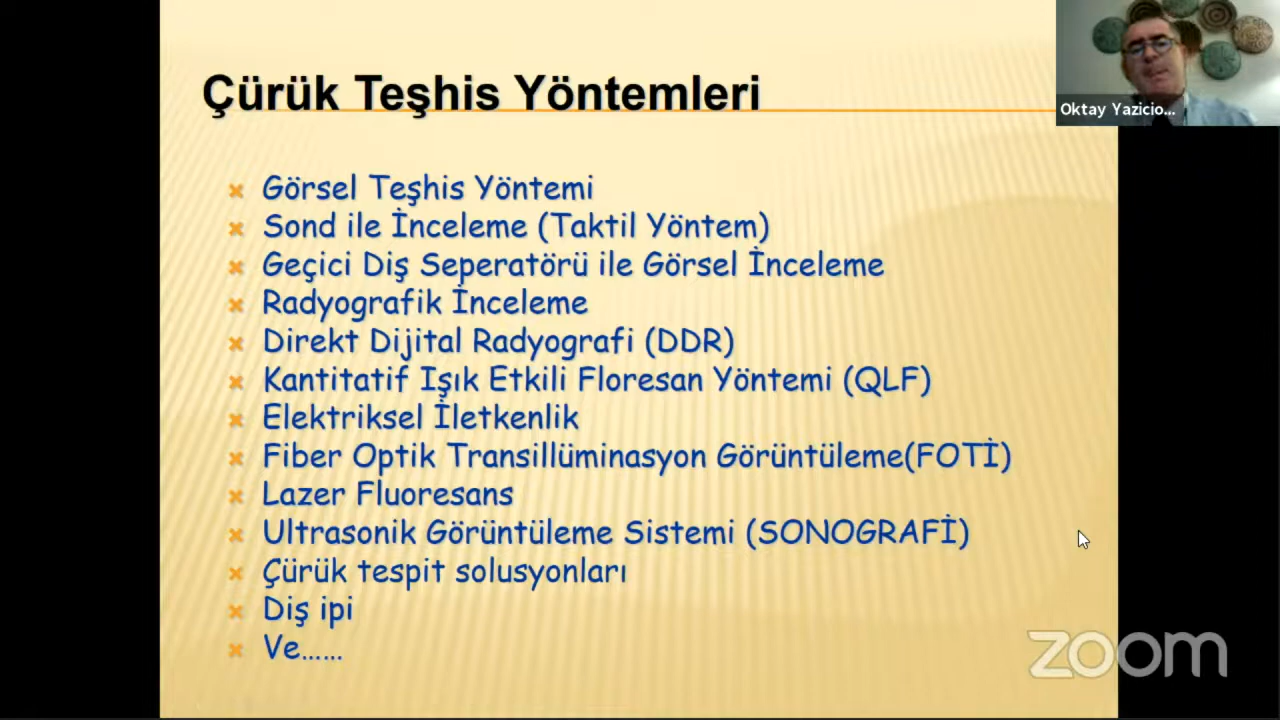 Çürük Teşhis Yöntemleri
Görsel Teşhis Yöntemi
Sond ile İnceleme (Taktil Yöntem)
Geçici Diş Seperatörü ile Görsel İnceleme
Radyografik İnceleme
Direkt Dijital Radyografi (DDR)
Kantitatif Işık Etkili Floresan Yöntemi (QLF)
Elektriksel İletkenlik
Fiber Optik Transillüminasyon Görüntüleme(FOTİ)
Lazer Fluoresans
Ultrasonik Görüntüleme Sistemi (SONOGRAFİ)
Çürük tespit solusyonları
Diş ipi
Ve......
Oktay Yazicio...
zoom